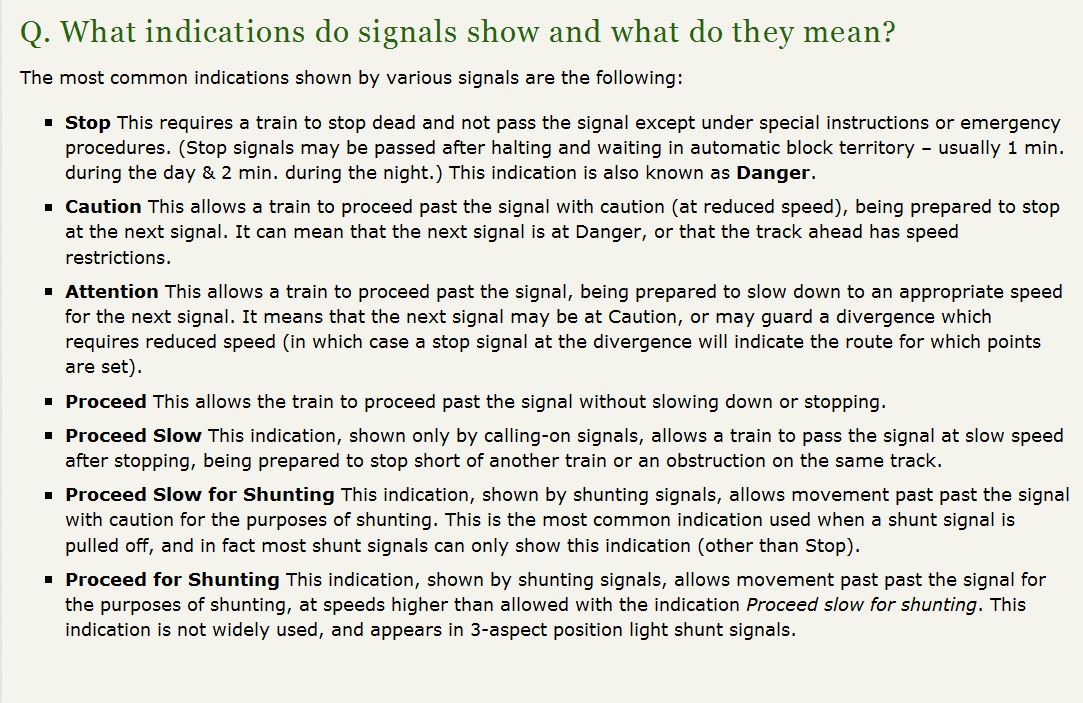 Q. What indications do signals show and what do they mean?
The most common indications shown by various signals are the following:
▪ Stop This requires a train to stop dead and not pass the signal except under special instructions or emergency
procedures. (Stop signals may be passed after halting and waiting in automatic block territory – usually 1 min.
during the day & 2 min. during the night.) This indication is also known as Danger.
▪ Caution This allows a train to proceed past the signal with caution (at reduced speed), being prepared to stop
at the next signal. It can mean that the next signal is at Danger, or that the track ahead has speed
restrictions.
▪ Attention This allows a train to proceed past the signal, being prepared to slow down to an appropriate speed
for the next signal. It means that the next signal may be at Caution, or may guard a divergence which
requires reduced speed (in which case a stop signal at the divergence will indicate the route for which points
are set).
▪ Proceed This allows the train to proceed past the signal without slowing down or stopping.
▪ Proceed Slow This indication, shown only by calling-on signals, allows a train to pass the signal at slow speed
after stopping, being prepared to stop short of another train or an obstruction on the same track.
▪ Proceed Slow for Shunting This indication, shown by shunting signals, allows movement past past the signal
with caution for the purposes of shunting. This is the most common indication used when a shunt signal is
pulled off, and in fact most shunt signals can only show this indication (other than Stop).
▪ Proceed for Shunting This indication, shown by shunting signals, allows movement past past the signal for
the purposes of shunting, at speeds higher than allowed with the indication Proceed slow for shunting. This
indication is not widely used, and appears in 3-aspect position light shunt signals.